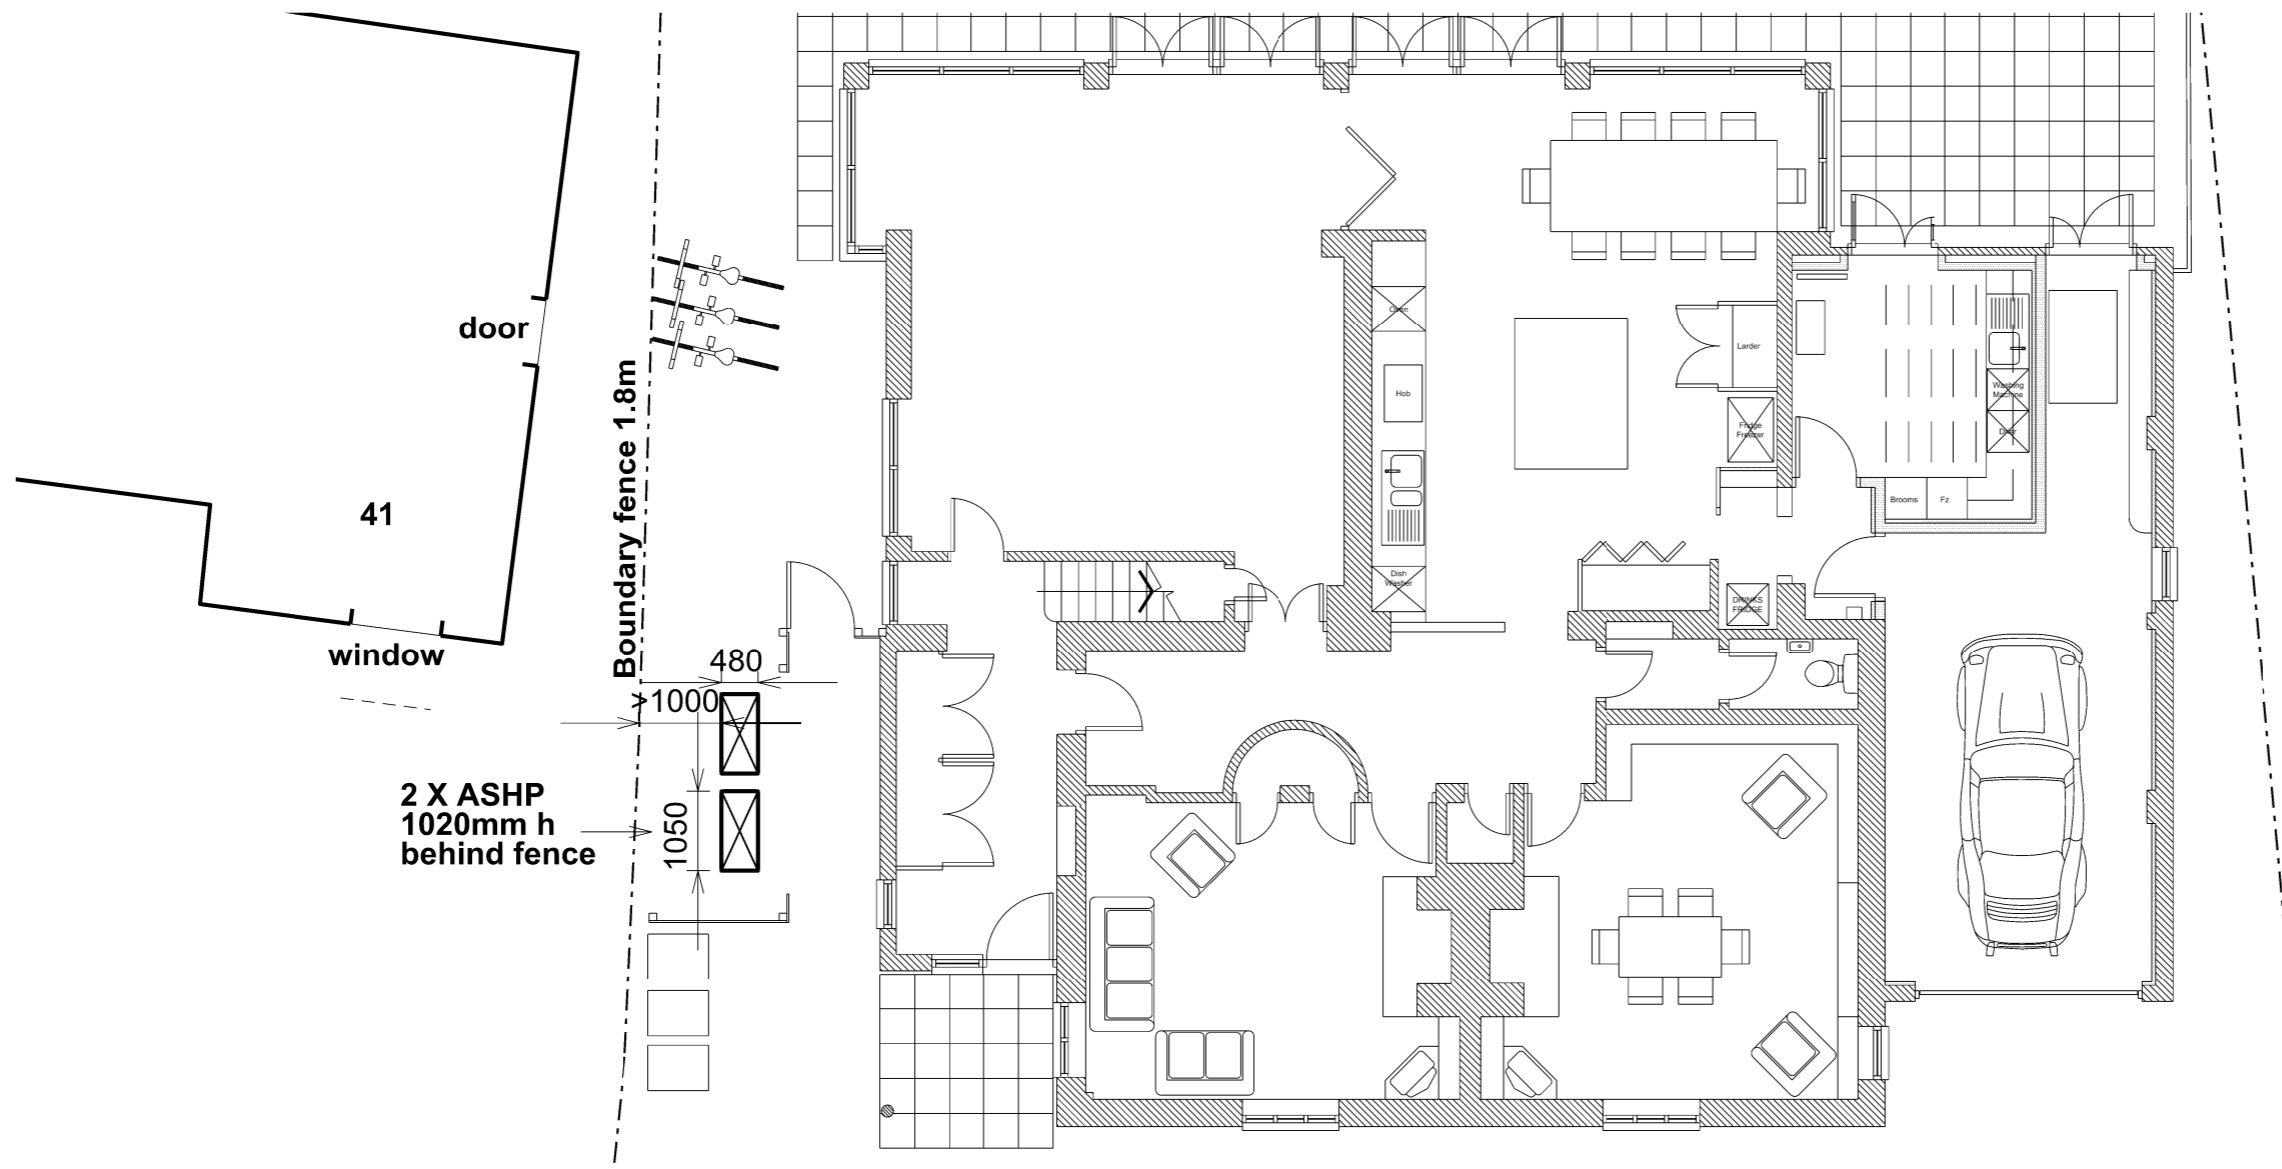 door
41
window
Boundary fence 1.8m
480
>1000
2 X ASHP
1020mm h
behind fence
1050
Oven
Hob
Dish
Washer
Larder
Fridge
Freezer
DRINKS
FRIDGE
Washing
Machine
Drier
Brooms
Fz